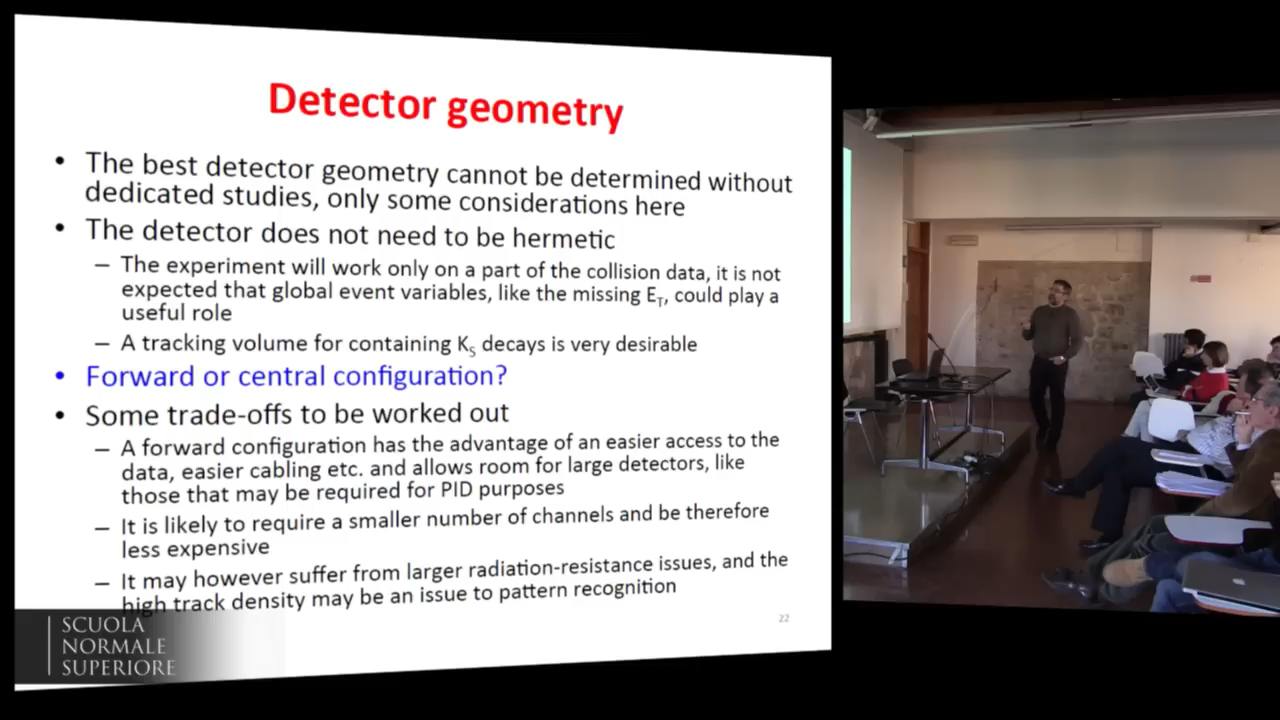 Detector geometry
• The best detector geometry cannot be determined without
dedicated studies, only some considerations here
• The detector does not need to be hermetic
– The experiment will work only on a part of the collision data, it is not
expected that global event variables, like the missing E_T, could play a
useful role
– A tracking volume for containing K_S decays is very desirable
• Forward or central configuration?
• Some trade-offs to be worked out
– A forward configuration has the advantage of an easier access to the
data, easier cabling etc. and allows room for large detectors, like
those that may be required for PID purposes
– It is likely to require a smaller number of channels and be therefore
less expensive
– It may however suffer from larger radiation-resistance issues, and the
high track density may be an issue to pattern recognition
22
SCUOLA
NORMALE
SUPERIORE